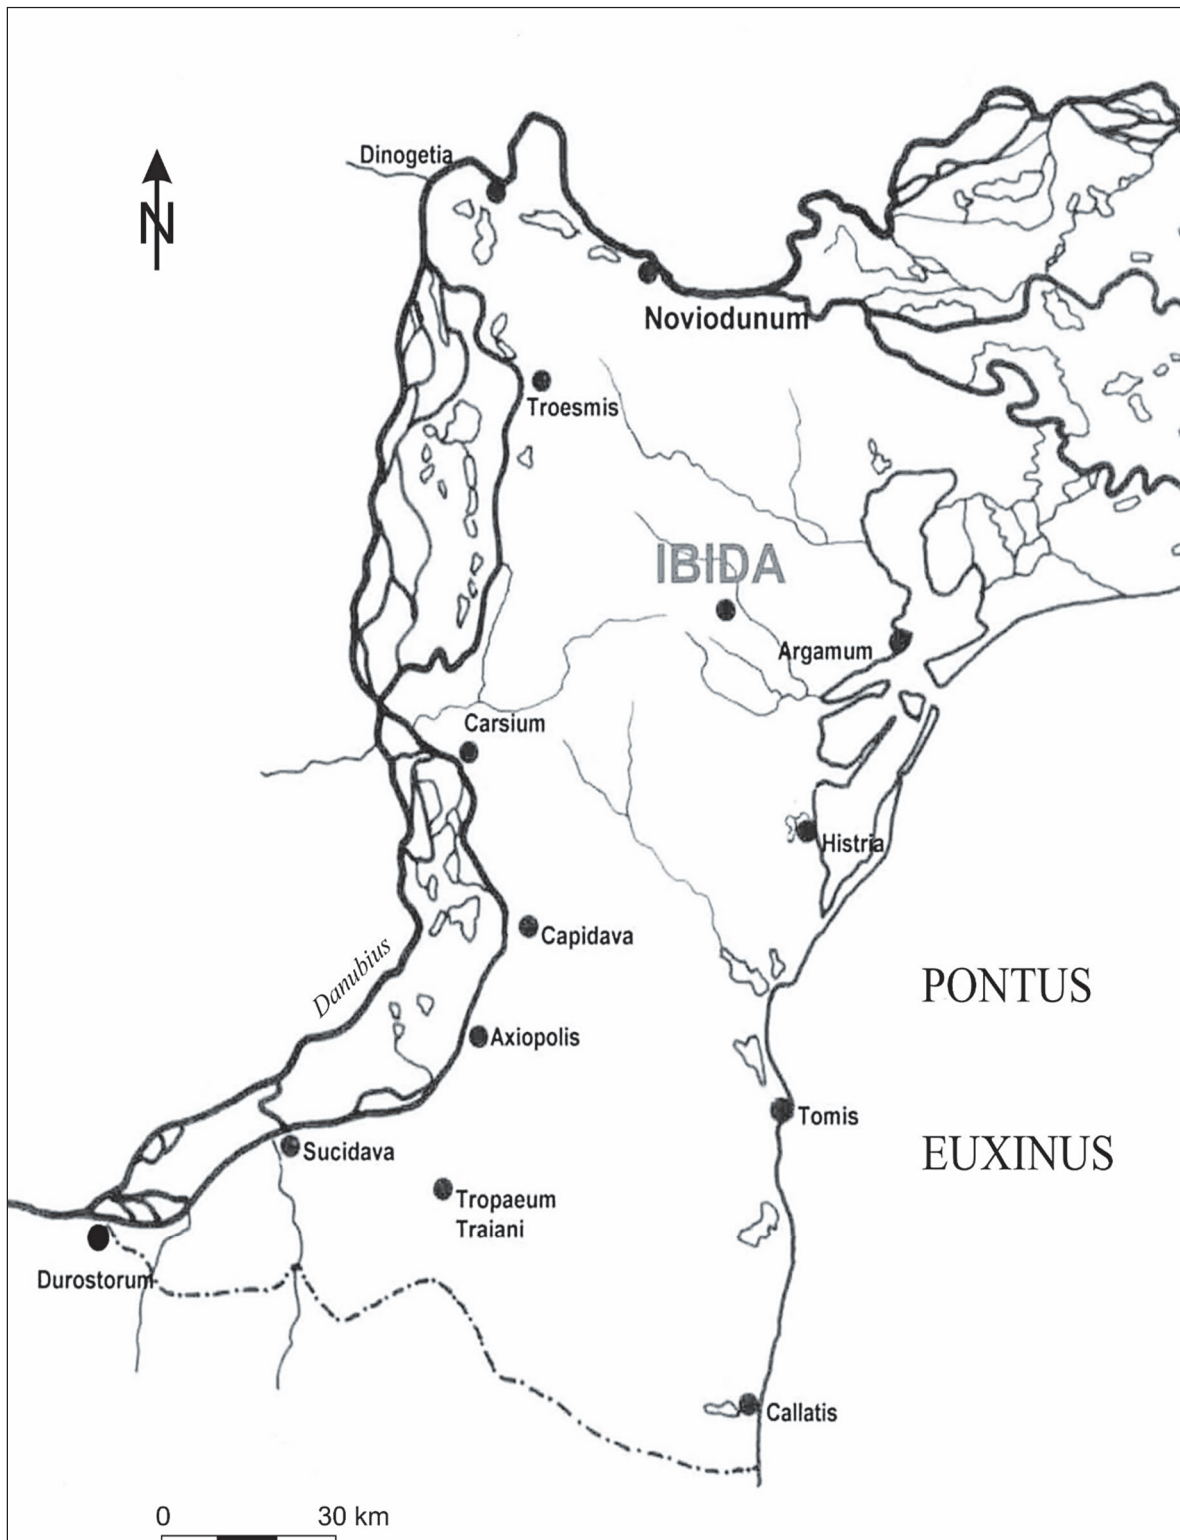 Dinogetia
N
Noviodunum
Troesmis
IBIDA
Argamum
Carsium
Histria
Capidava
Danubius
PONTUS
Axiopolis
Tomis
EUXINUS
Sucidava
Tropaeum
Traiani
Durostorum
Callatis
0 30 km